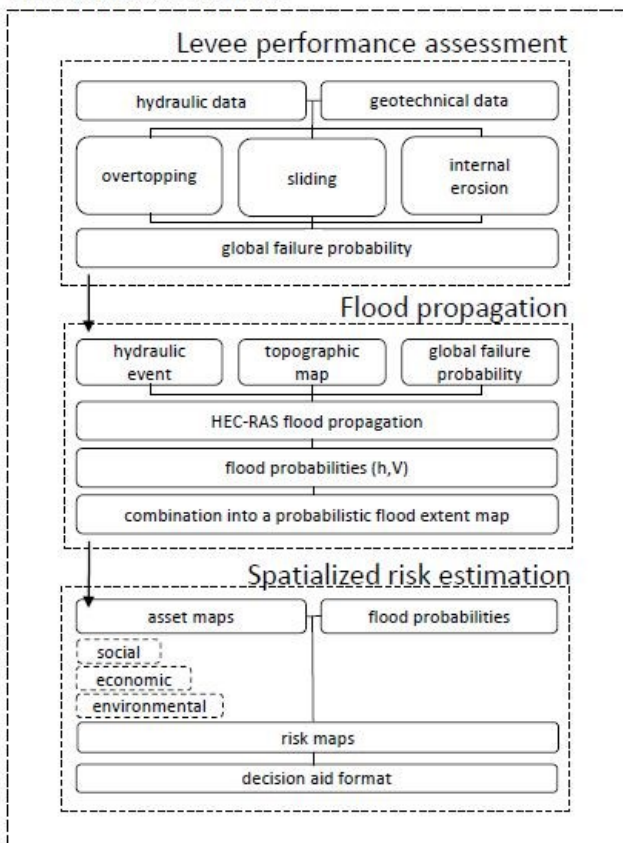 Levee performance assessment
hydraulic data
geotechnical data
overtopping
sliding
internal
erosion
global failure probability
Flood propagation
hydraulic
event
topographic
map
global failure
probability
HEC-RAS flood propagation
flood probabilities (h,V)
combination into a probabilistic flood extent map
Spatialized risk estimation
asset maps
flood probabilities
social
economic
environmental
risk maps
decision aid format